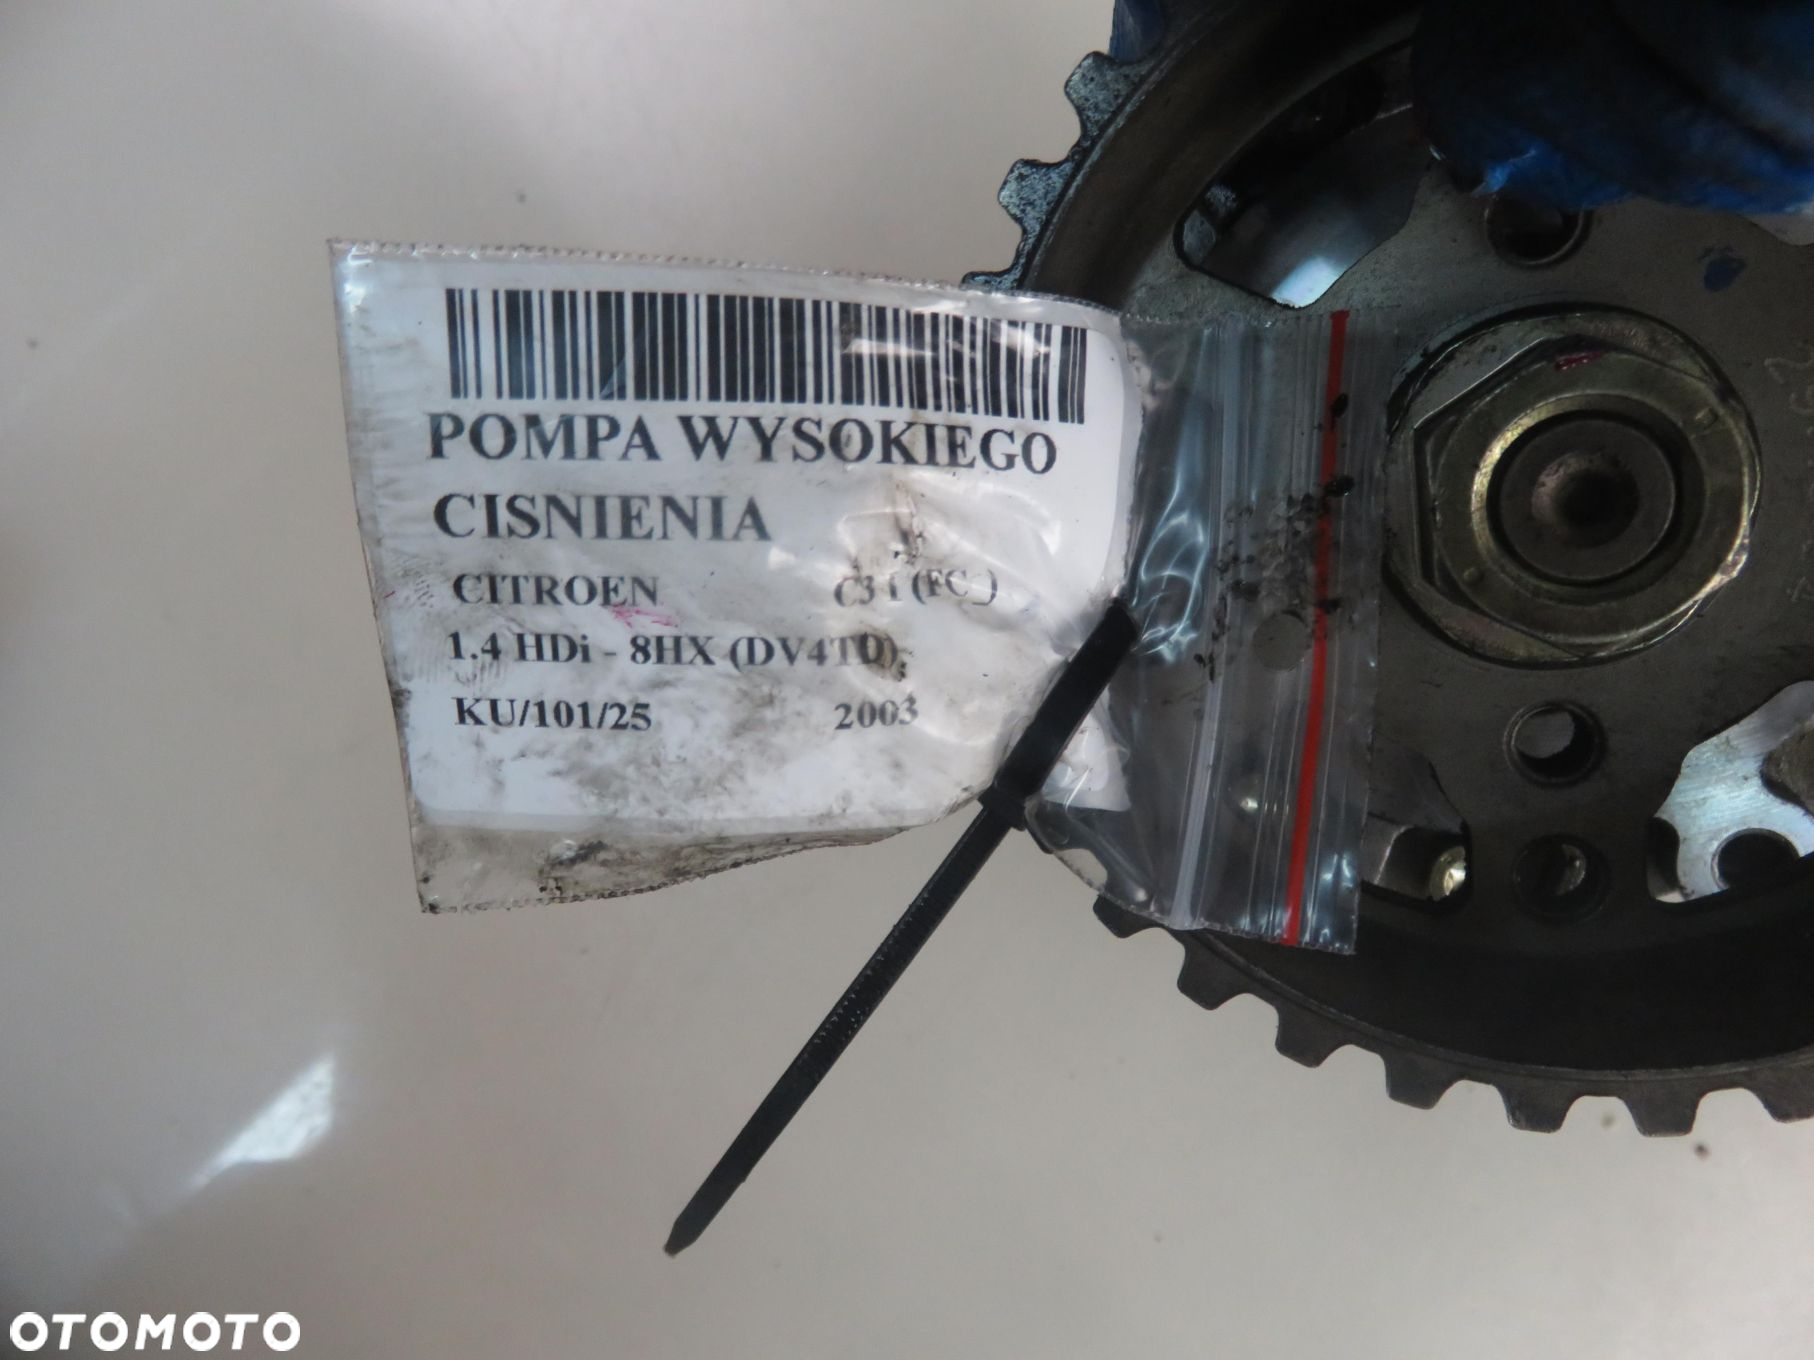 POMPA WYSOKIEGO
CISNIENIA
CITROEN C3 I (FC_)
1.4 HDi - 8HX (DV4TD)
KU/101/25 2003
OTOMOTO